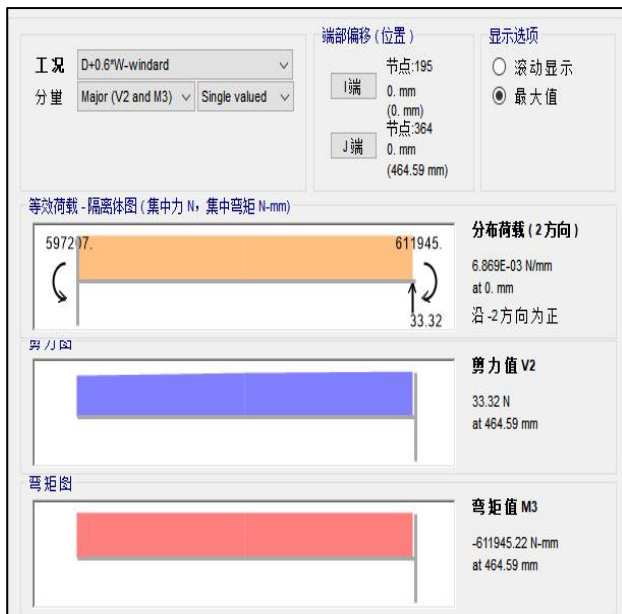 端部偏移(位置)
显示选项
工况
D+0.6*W-windard
分量
Major (V2 and M3)
Single valued
I端
节点:195
0. mm
(0. mm)
J端
节点:364
0. mm
(464.59 mm)
滚动显示
最大值
等效荷载 - 隔离体图(集中力 N，集中弯矩 N-mm)
597207.
611945.
33.32
分布荷载(2方向)
6.869E-03 N/mm
at 0. mm
沿 -2方向为正
剪力图
剪力值 V2
33.32 N
at 464.59 mm
弯矩图
弯矩值 M3
-611945.22 N-mm
at 464.59 mm